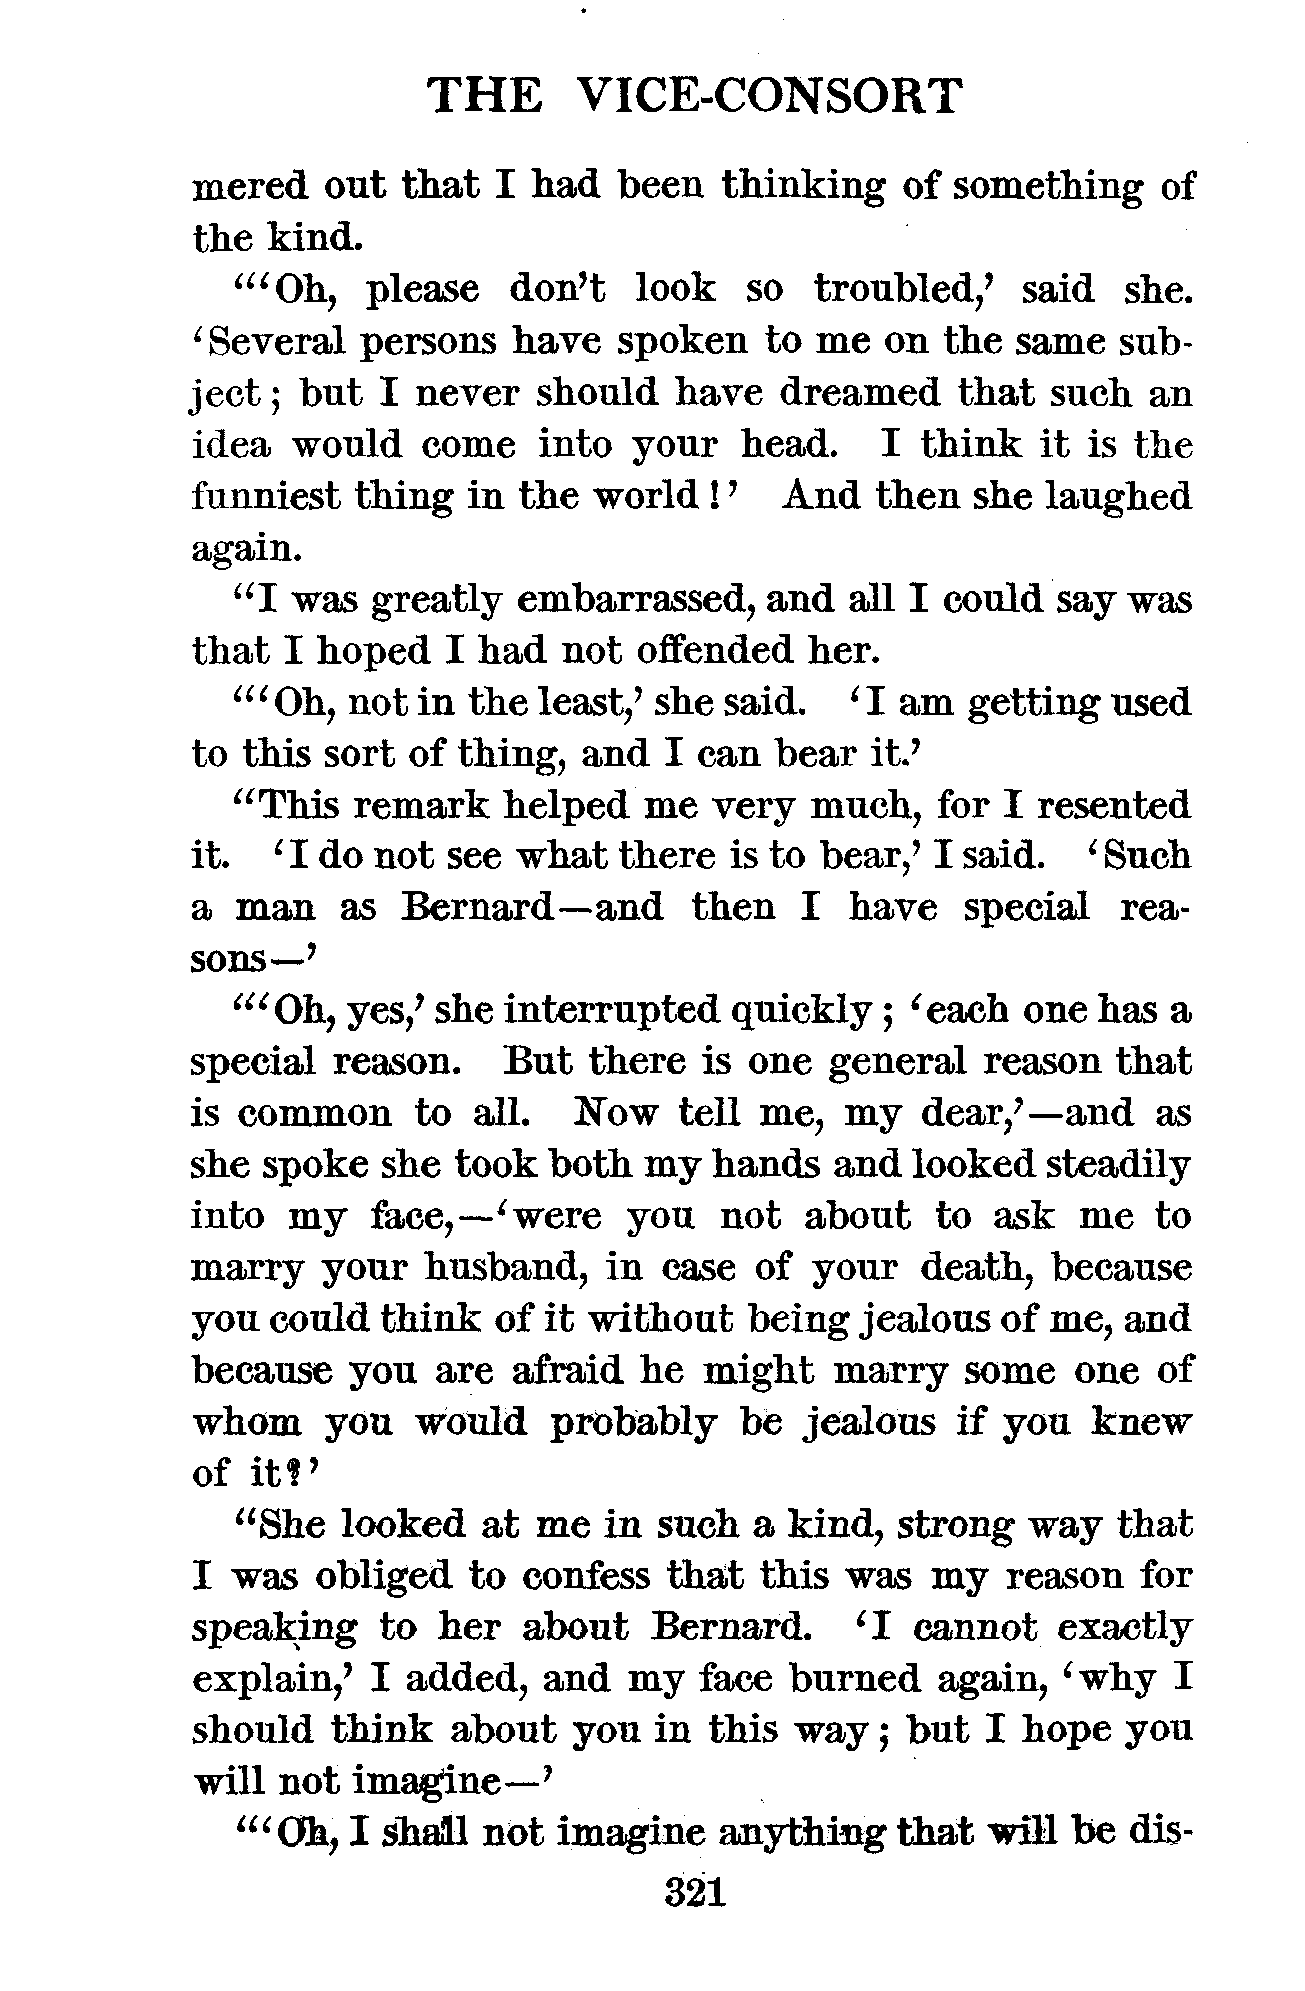 THE VICE-CONSORT
mered out that I had been thinking of something of
the kind.
"'Oh, please don't look so troubled,' said she.
'Several persons have spoken to me on the same sub-
ject; but I never should have dreamed that such an
idea would come into your head. I think it is the
funniest thing in the world!' And then she laughed
again.
"I was greatly embarrassed, and all I could say was
that I hoped I had not offended her.
"'Oh, not in the least,' she said. 'I am getting used
to this sort of thing, and I can bear it.'
"This remark helped me very much, for I resented
it. 'I do not see what there is to bear,' I said. 'Such
a man as Bernard—and then I have special rea-
sons—'
"'Oh, yes,' she interrupted quickly; 'each one has a
special reason. But there is one general reason that
is common to all. Now tell me, my dear,'—and as
she spoke she took both my hands and looked steadily
into my face,—'were you not about to ask me to
marry your husband, in case of your death, because
you could think of it without being jealous of me, and
because you are afraid he might marry some one of
whom you would probably be jealous if you knew
of it?'
"She looked at me in such a kind, strong way that
I was obliged to confess that this was my reason for
speaking to her about Bernard. 'I cannot exactly
explain,' I added, and my face burned again, 'why I
should think about you in this way; but I hope you
will not imagine—'
"'Oh, I shall not imagine anything that will be dis-
321